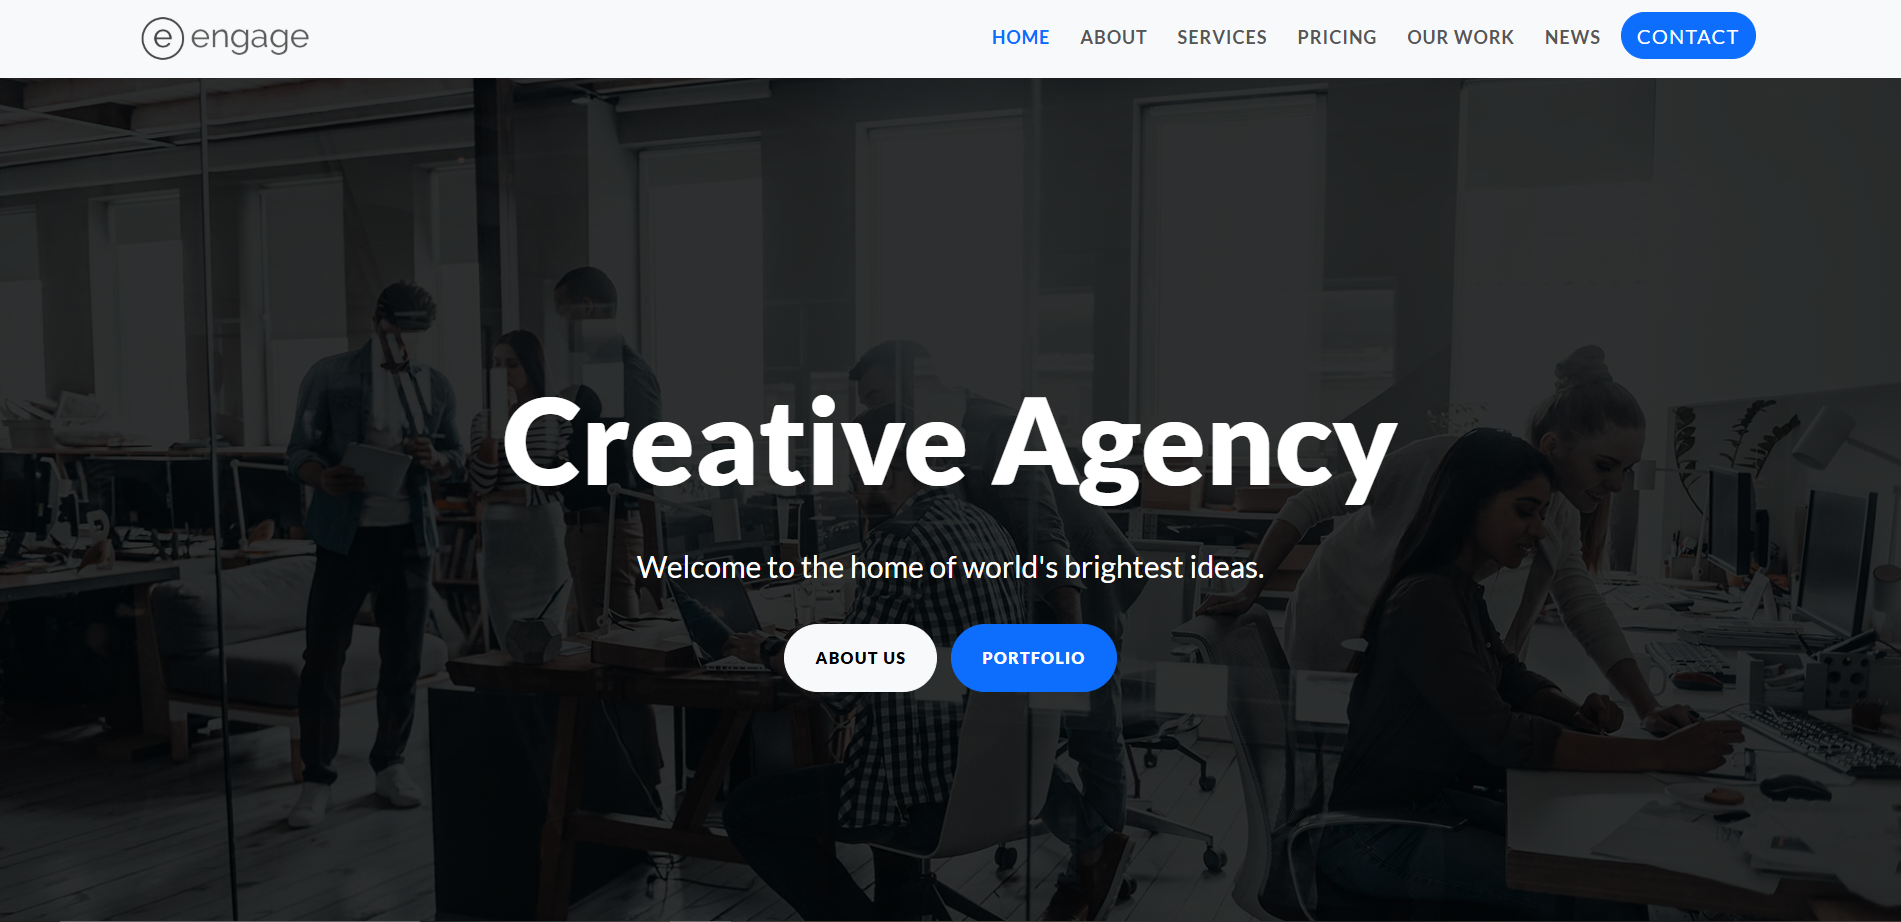 e engage
HOME ABOUT SERVICES PRICING OUR WORK NEWS CONTACT
Creative Agency
Welcome to the home of world's brightest ideas.
ABOUT US PORTFOLIO